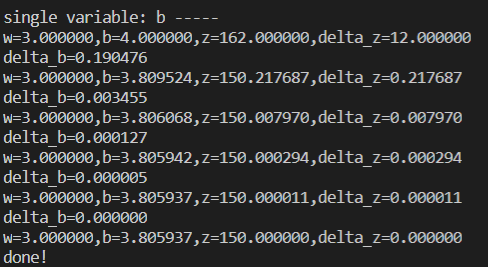 single variable: b -----
w=3.000000,b=4.000000,z=162.000000,delta_z=12.000000
delta_b=0.190476
w=3.000000,b=3.809524,z=150.217687,delta_z=0.217687
delta_b=0.003455
w=3.000000,b=3.806068,z=150.007970,delta_z=0.007970
delta_b=0.000127
w=3.000000,b=3.805942,z=150.000294,delta_z=0.000294
delta_b=0.000005
w=3.000000,b=3.805937,z=150.000011,delta_z=0.000011
delta_b=0.000000
w=3.000000,b=3.805937,z=150.000000,delta_z=0.000000
done!